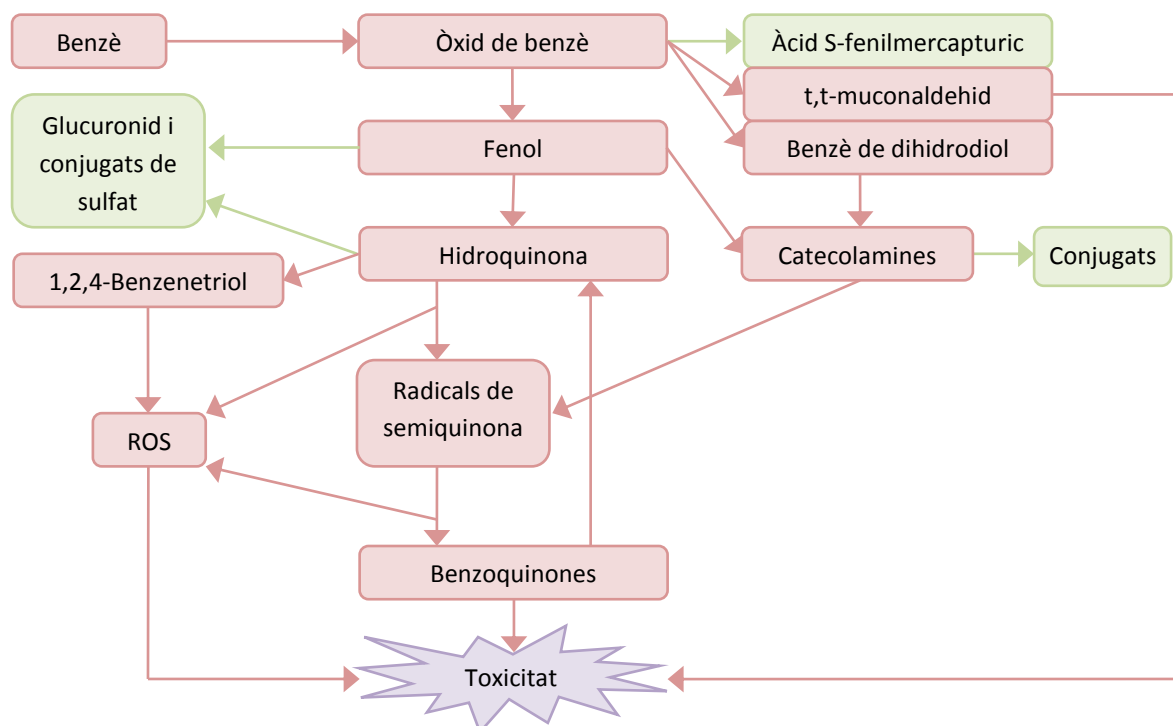 Benzè
Òxid de benzè
Àcid S-fenilmercapturic
t,t-muconaldehid
Glucuronid i
conjugats de
sulfat
Fenol
Benzè de dihidrodiol
Hidroquinona
Catecolamines
Conjugats
1,2,4-Benzenetriol
Radicals de
semiquinona
ROS
Benzoquinones
Toxicitat